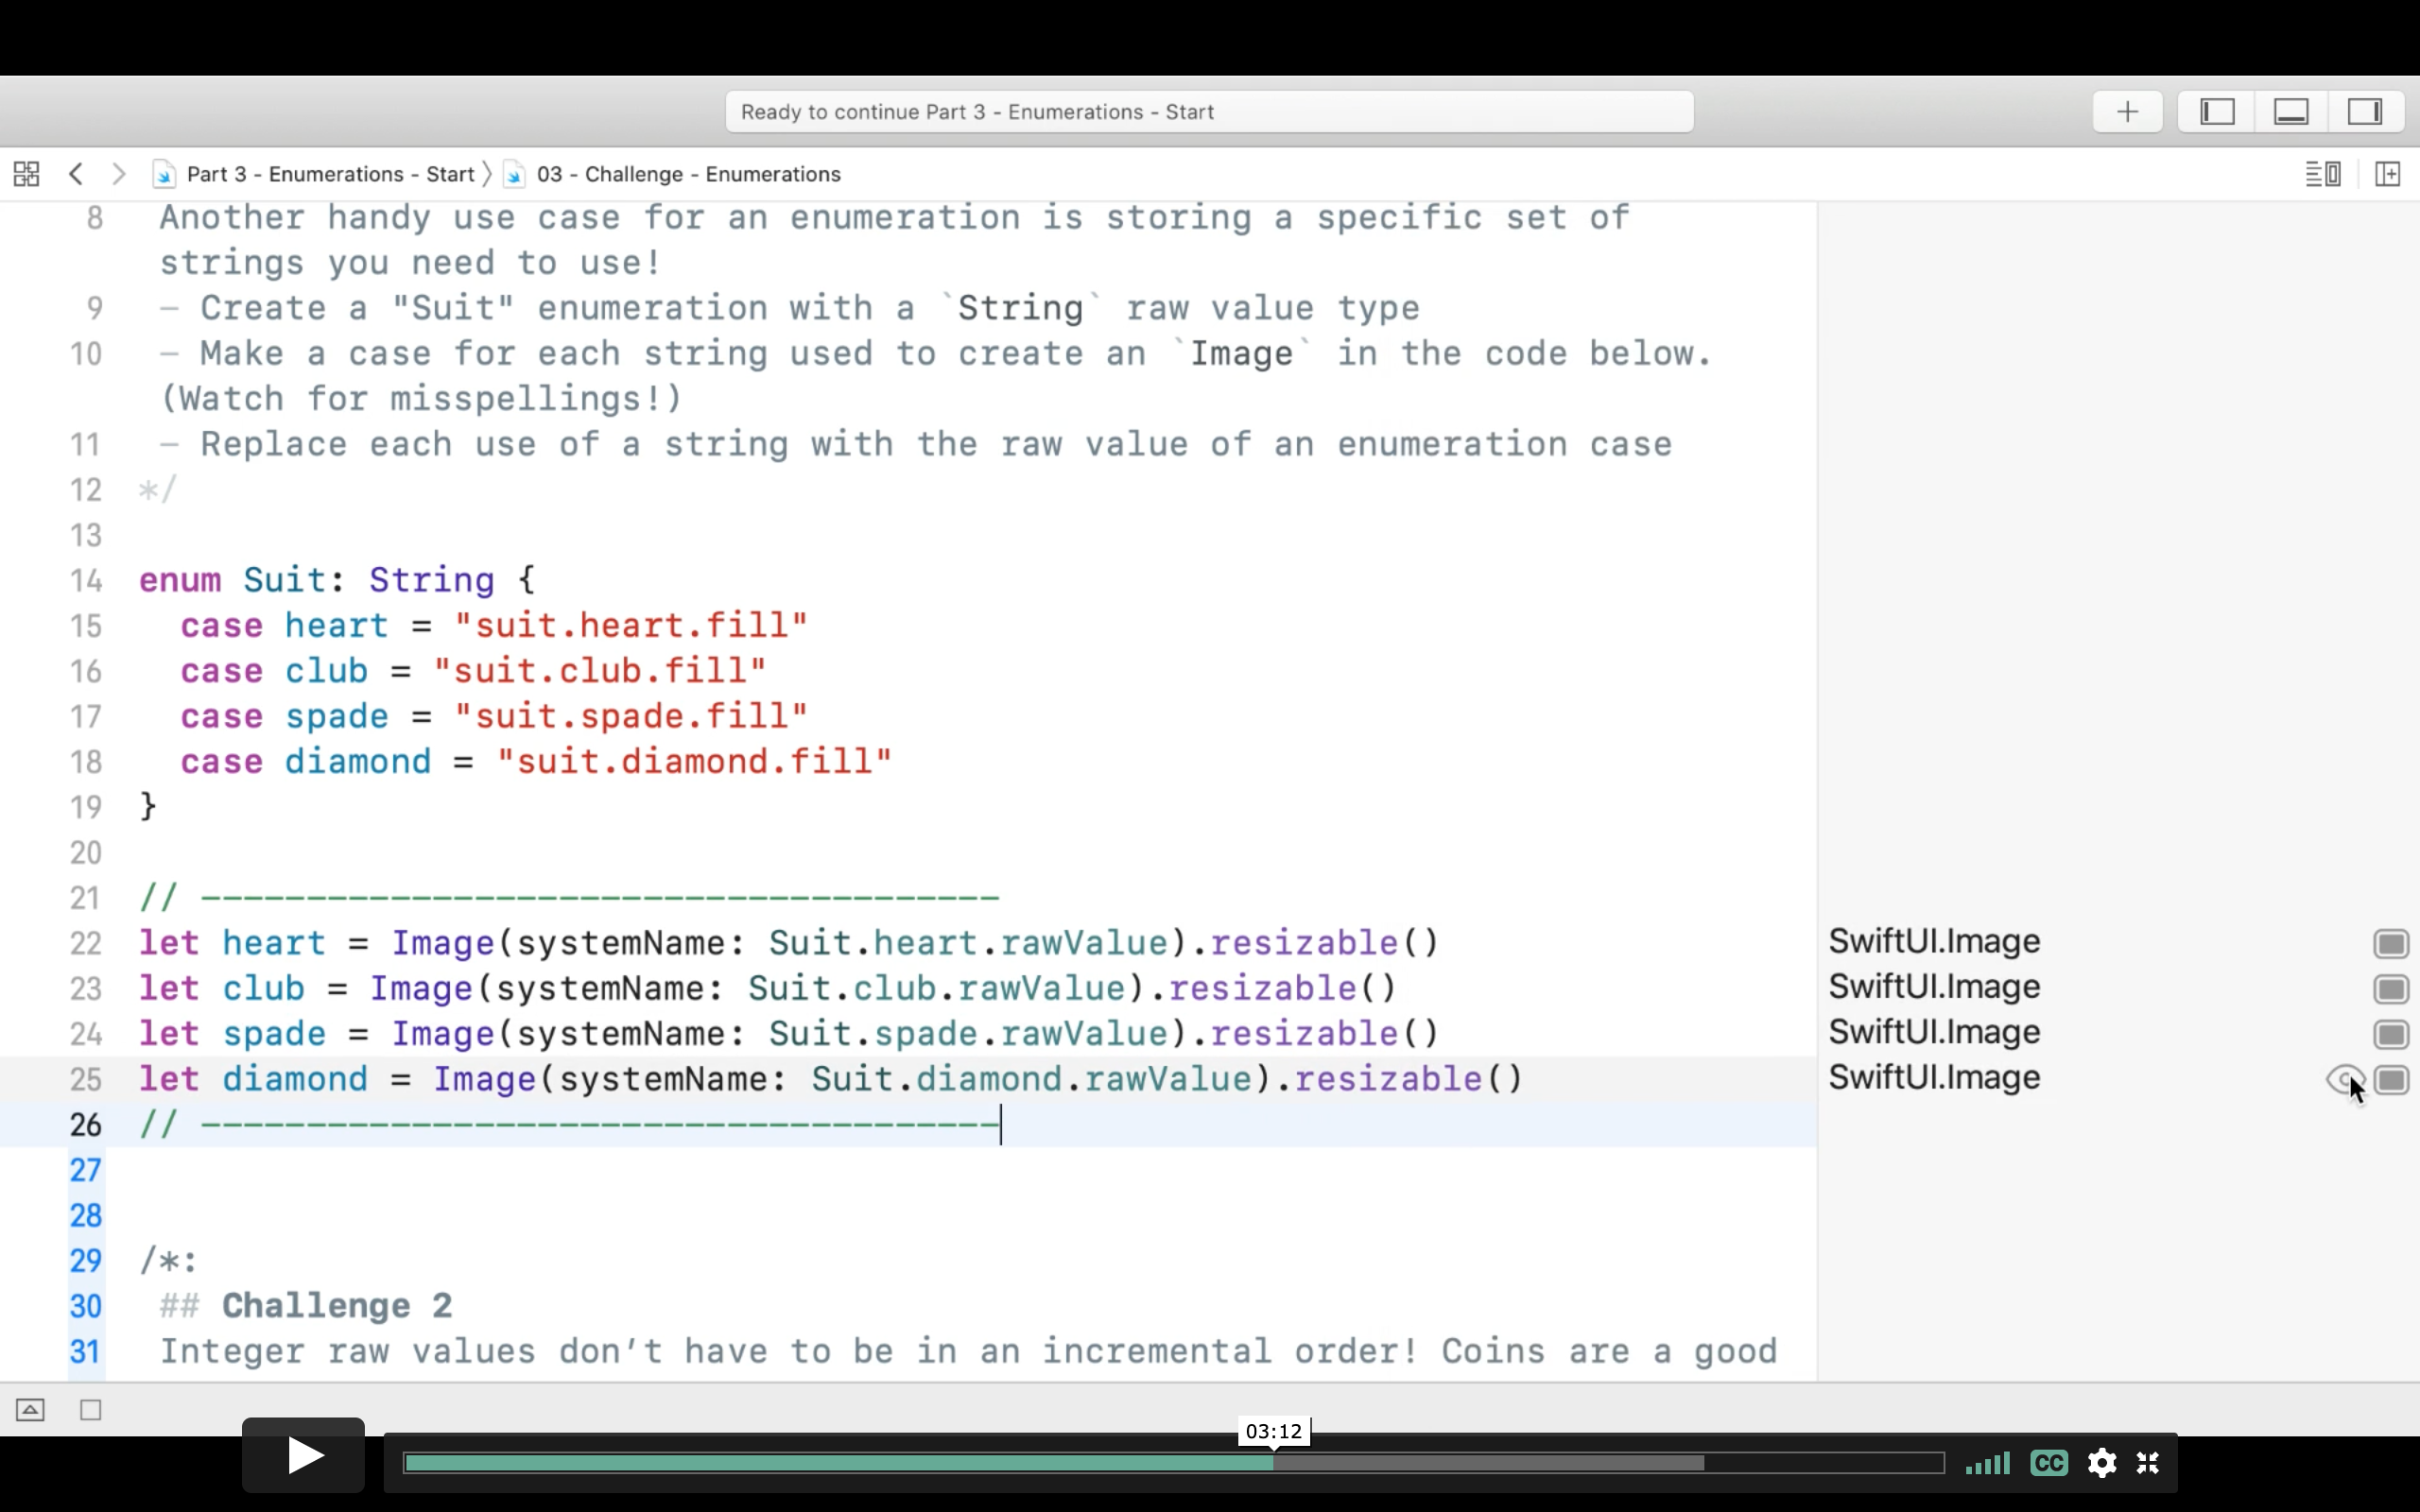 Ready to continue Part 3 - Enumerations - Start
Part 3 - Enumerations - Start 〉 03 - Challenge - Enumerations
8 Another handy use case for an enumeration is storing a specific set of
strings you need to use!
9 - Create a "Suit" enumeration with a `String` raw value type
10 - Make a case for each string used to create an `Image` in the code below.
(Watch for misspellings!)
11 - Replace each use of a string with the raw value of an enumeration case
12 */
13
14 enum Suit: String {
15 case heart = "suit.heart.fill"
16 case club = "suit.club.fill"
17 case spade = "suit.spade.fill"
18 case diamond = "suit.diamond.fill"
19 }
20
21 // --------------------------------------
22 let heart = Image(systemName: Suit.heart.rawValue).resizable() SwiftUI.Image
23 let club = Image(systemName: Suit.club.rawValue).resizable() SwiftUI.Image
24 let spade = Image(systemName: Suit.spade.rawValue).resizable() SwiftUI.Image
25 let diamond = Image(systemName: Suit.diamond.rawValue).resizable() SwiftUI.Image
26 // --------------------------------------
27
28
29 /*:
30 ## Challenge 2
31 Integer raw values don’t have to be in an incremental order! Coins are a good
03:12
CC